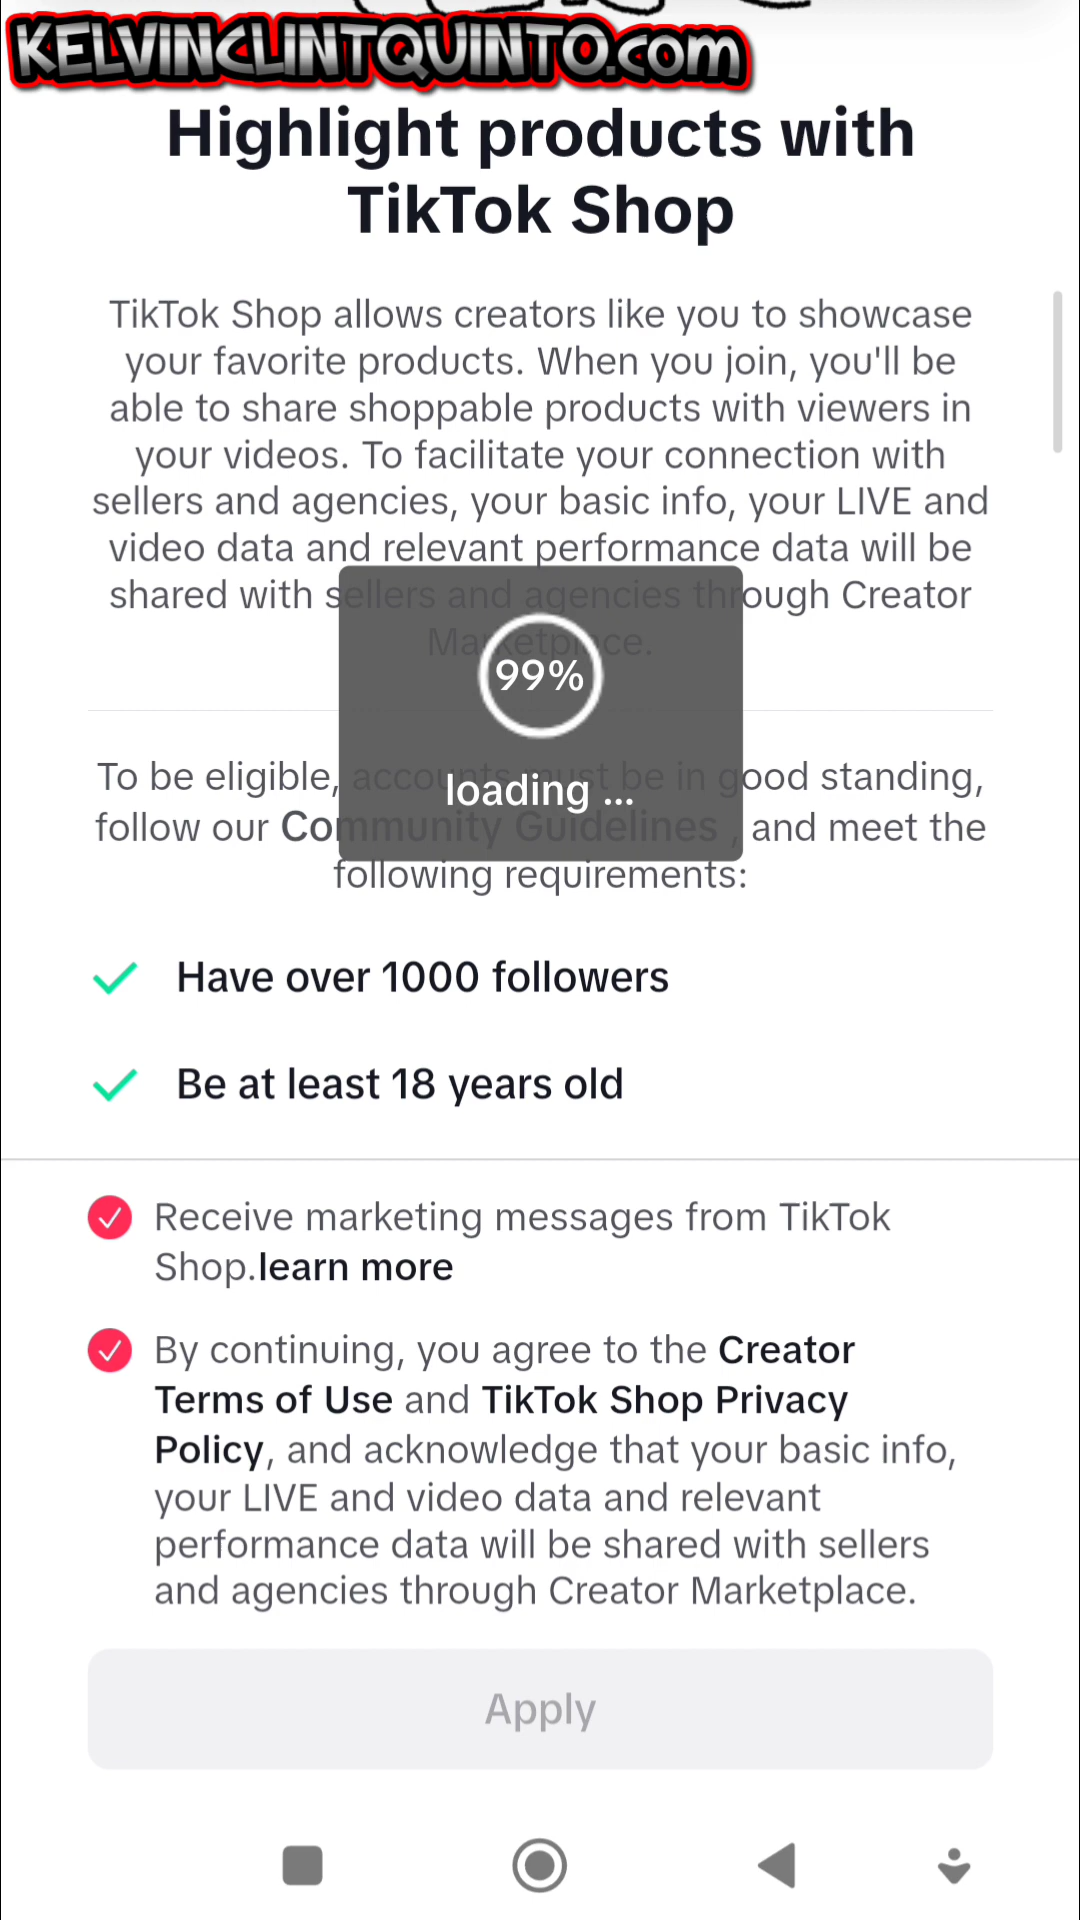 KELVINCLINTQUINTO.com
Highlight products with
TikTok Shop
TikTok Shop allows creators like you to showcase
your favorite products. When you join, you'll be
able to share shoppable products with viewers in
your videos. To facilitate your connection with
sellers and agencies, your basic info, your LIVE and
video data and relevant performance data will be
shared with sellers and agencies through Creator
Marketplace.
99%
loading ...
To be eligible, accounts must be in good standing,
follow our Community Guidelines , and meet the
following requirements:
Have over 1000 followers
Be at least 18 years old
Receive marketing messages from TikTok
Shop.learn more
By continuing, you agree to the Creator
Terms of Use and TikTok Shop Privacy
Policy, and acknowledge that your basic info,
your LIVE and video data and relevant
performance data will be shared with sellers
and agencies through Creator Marketplace.
Apply